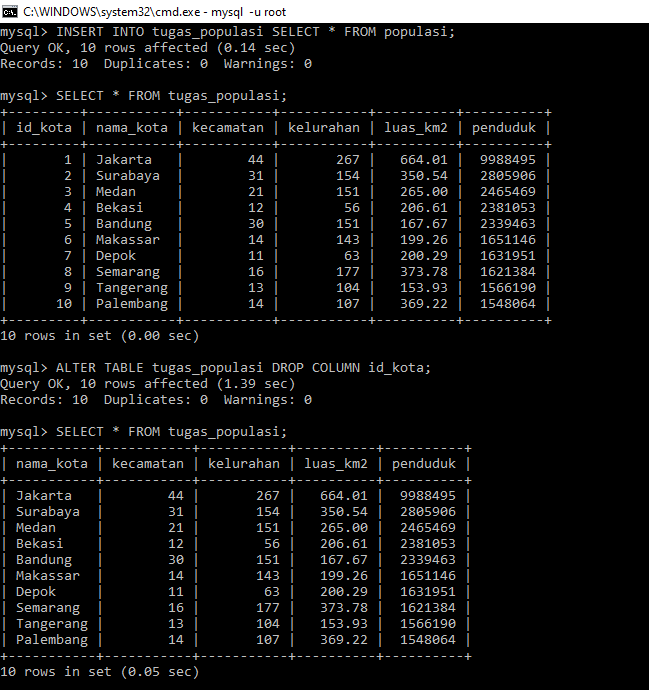 C:\WINDOWS\system32\cmd.exe - mysql  -u root
mysql> INSERT INTO tugas_populasi SELECT * FROM populasi;
Query OK, 10 rows affected (0.14 sec)
Records: 10  Duplicates: 0  Warnings: 0
mysql> SELECT * FROM tugas_populasi;
+---------+-----------+-----------+-----------+----------+----------+
| id_kota | nama_kota | kecamatan | kelurahan | luas_km2 | penduduk |
+---------+-----------+-----------+-----------+----------+----------+
|       1 | Jakarta   |        44 |       267 |   664.01 |  9988495 |
|       2 | Surabaya  |        31 |       154 |   350.54 |  2805906 |
|       3 | Medan     |        21 |       151 |   265.00 |  2465469 |
|       4 | Bekasi    |        12 |        56 |   206.61 |  2381053 |
|       5 | Bandung   |        30 |       151 |   167.67 |  2339463 |
|       6 | Makassar  |        14 |       143 |   199.26 |  1651146 |
|       7 | Depok     |        11 |        63 |   200.29 |  1631951 |
|       8 | Semarang  |        16 |       177 |   373.78 |  1621384 |
|       9 | Tangerang |        13 |       104 |   153.93 |  1566190 |
|      10 | Palembang |        14 |       107 |   369.22 |  1548064 |
+---------+-----------+-----------+-----------+----------+----------+
10 rows in set (0.00 sec)
mysql> ALTER TABLE tugas_populasi DROP COLUMN id_kota;
Query OK, 10 rows affected (1.39 sec)
Records: 10  Duplicates: 0  Warnings: 0
mysql> SELECT * FROM tugas_populasi;
+-----------+-----------+-----------+----------+----------+
| nama_kota | kecamatan | kelurahan | luas_km2 | penduduk |
+-----------+-----------+-----------+----------+----------+
| Jakarta   |        44 |       267 |   664.01 |  9988495 |
| Surabaya  |        31 |       154 |   350.54 |  2805906 |
| Medan     |        21 |       151 |   265.00 |  2465469 |
| Bekasi    |        12 |        56 |   206.61 |  2381053 |
| Bandung   |        30 |       151 |   167.67 |  2339463 |
| Makassar  |        14 |       143 |   199.26 |  1651146 |
| Depok     |        11 |        63 |   200.29 |  1631951 |
| Semarang  |        16 |       177 |   373.78 |  1621384 |
| Tangerang |        13 |       104 |   153.93 |  1566190 |
| Palembang |        14 |       107 |   369.22 |  1548064 |
+-----------+-----------+-----------+----------+----------+
10 rows in set (0.05 sec)